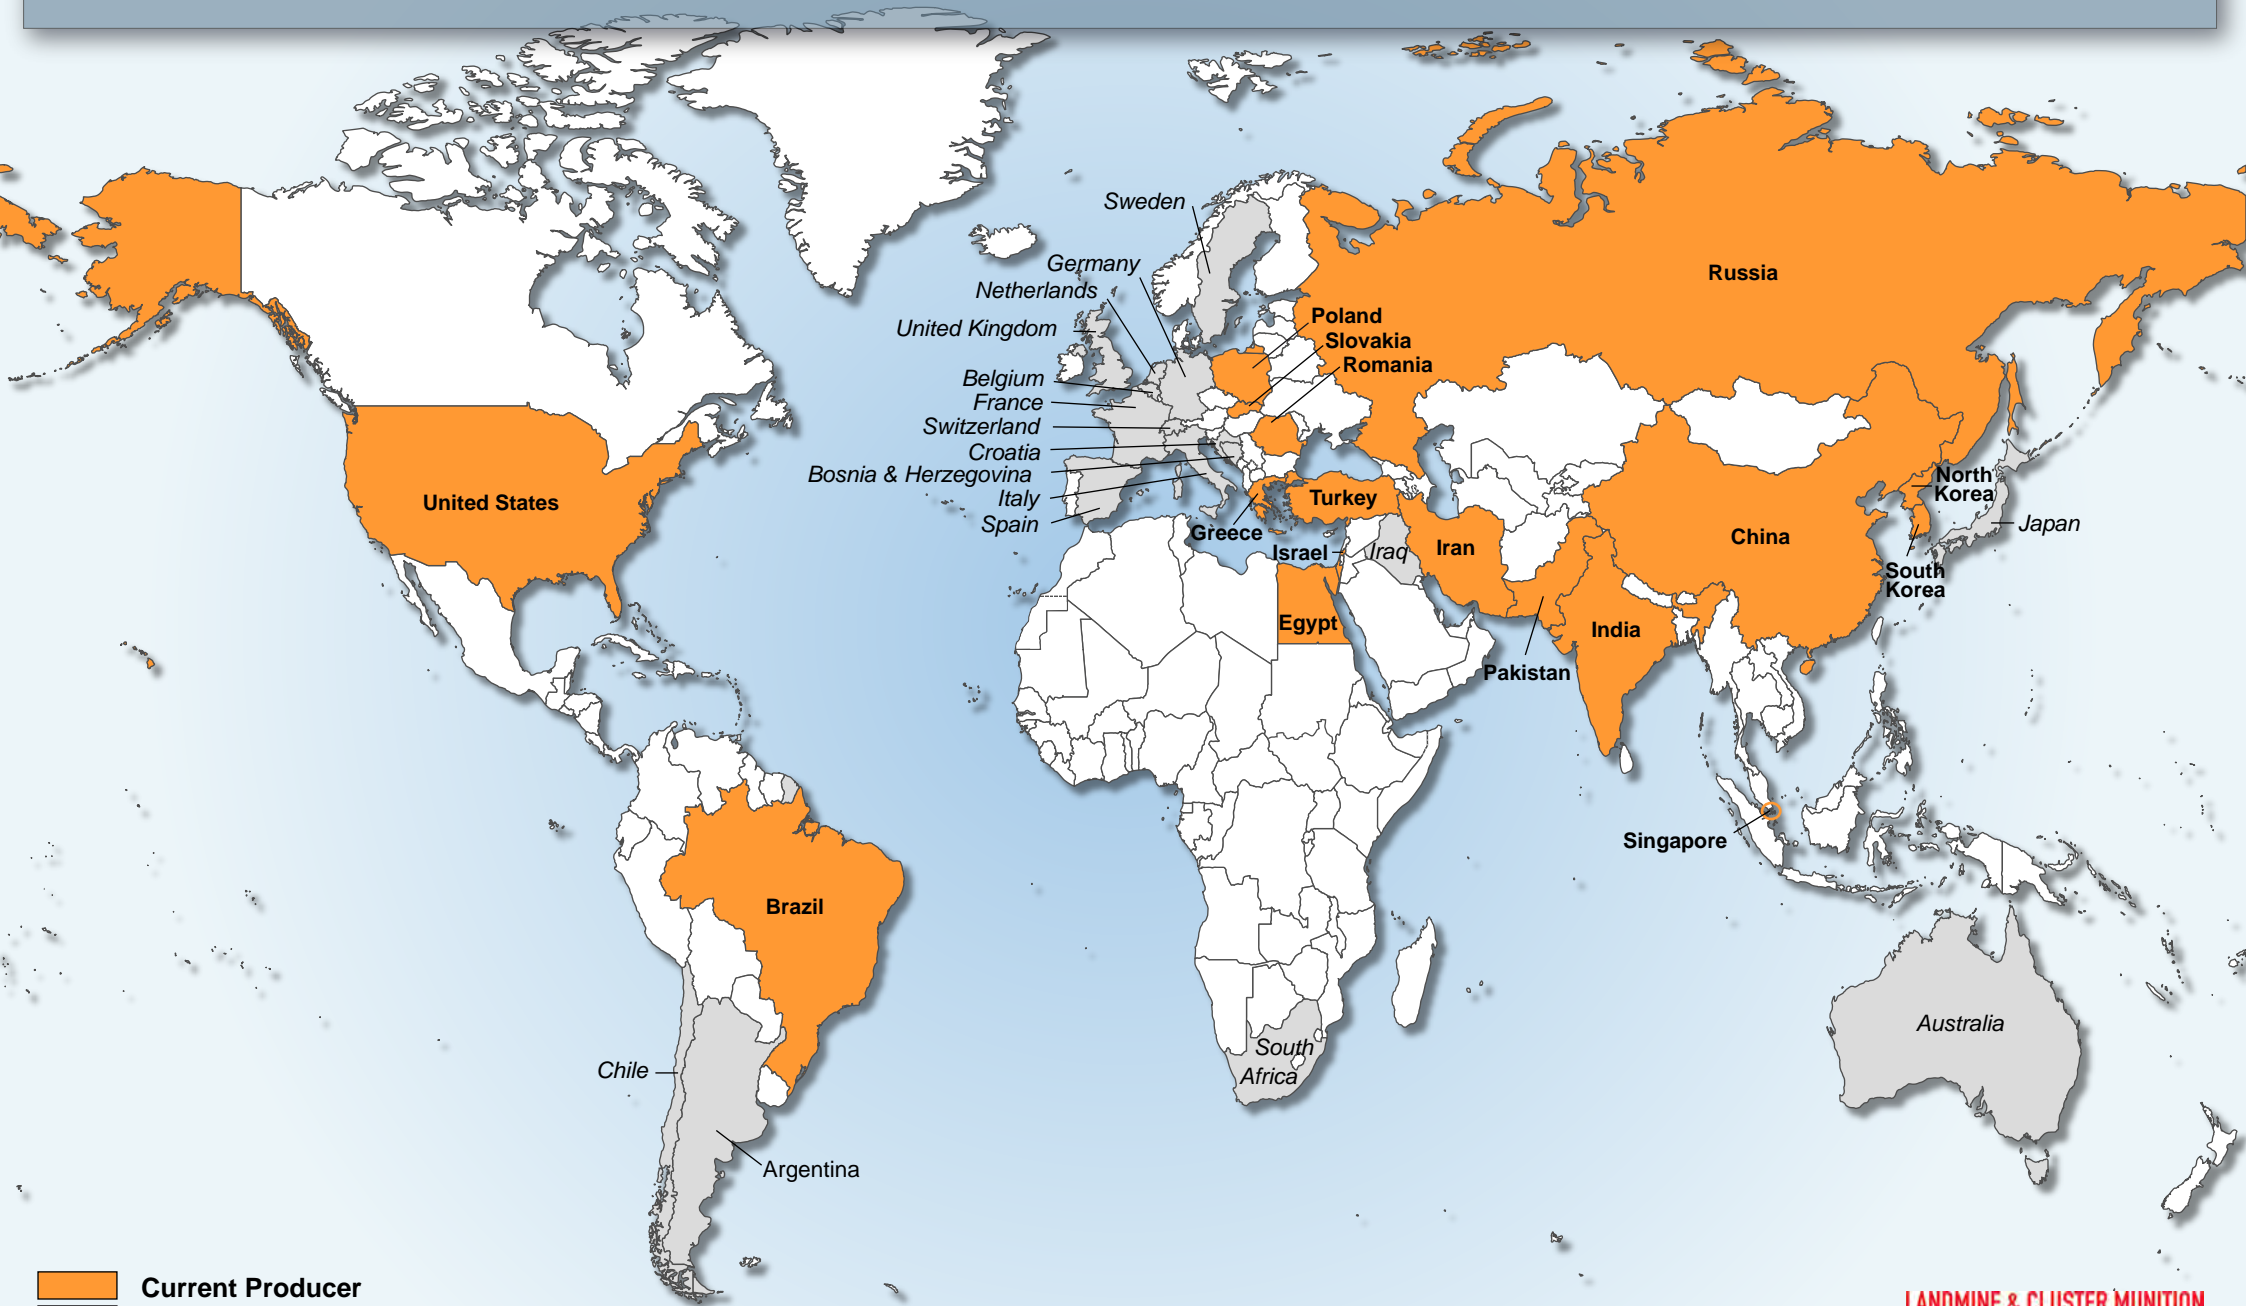 Sweden
Germany
Netherlands
United Kingdom
Belgium
France
Switzerland
Croatia
Bosnia & Herzegovina
Italy
Spain
Poland
Slovakia
Romania
Russia
United States
Turkey
Greece
Israel
Iraq
Iran
Egypt
Pakistan
India
China
North
Korea
South
Korea
Japan
Singapore
Brazil
Chile
Argentina
South
Africa
Australia
Current Producer
LANDMINE & CLUSTER MUNITION